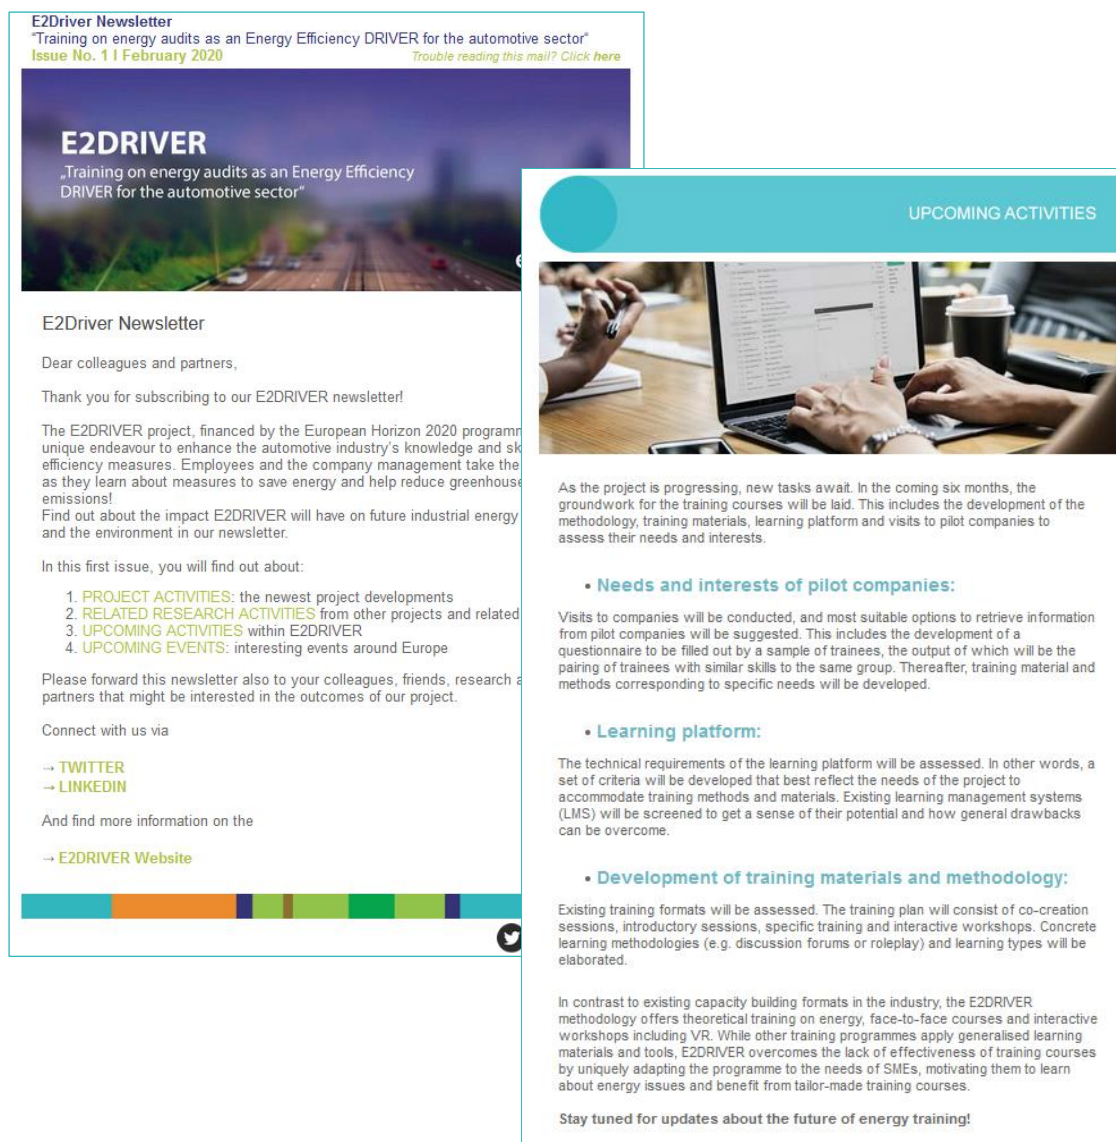 E2Driver Newsletter
"Training on energy audits as an Energy Efficiency DRIVER for the automotive sector"
Issue No. 1 I February 2020
Trouble reading this mail? Click here
E2DRIVER
„Training on energy audits as an Energy Efficiency
DRIVER for the automotive sector“
E2Driver Newsletter
Dear colleagues and partners,
Thank you for subscribing to our E2DRIVER newsletter!
The E2DRIVER project, financed by the European Horizon 2020
unique endeavour to enhance the automotive industry's knowledge and
efficiency measures. Employees and the company management take the
as they learn about measures to save energy and help reduce
emissions!
Find out about the impact E2DRIVER will have on future industrial energy
and the environment in our newsletter.
In this first issue, you will find out about:
1. PROJECT ACTIVITIES: the newest project developments
2. RELATED RESEARCH ACTIVITIES from other projects and related
3. UPCOMING ACTIVITIES within E2DRIVER
4. UPCOMING EVENTS: interesting events around Europe
Please forward this newsletter also to your colleagues, friends, research
partners that might be interested in the outcomes of our project.
Connect with us via
→ TWITTER
→ LINKEDIN
And find more information on the
→ E2DRIVER Website
UPCOMING ACTIVITIES
As the project is progressing, new tasks await. In the coming six months, the
groundwork for the training courses will be laid. This includes the development of the
methodology, training materials, learning platform and visits to pilot companies to
assess their needs and interests.
• Needs and interests of pilot companies:
Visits to companies will be conducted, and most suitable options to retrieve information
from pilot companies will be suggested. This includes the development of a
questionnaire to be filled out by a sample of trainees, the output of which will be the
pairing of trainees with similar skills to the same group. Thereafter, training material and
methods corresponding to specific needs will be developed.
• Learning platform:
The technical requirements of the learning platform will be assessed. In other words, a
set of criteria will be developed that best reflect the needs of the project to
accommodate training methods and materials. Existing learning management systems
(LMS) will be screened to get a sense of their potential and how general drawbacks
can be overcome.
• Development of training materials and methodology:
Existing training formats will be assessed. The training plan will consist of co-creation
sessions, introductory sessions, specific training and interactive workshops. Concrete
learning methodologies (e.g. discussion forums or roleplay) and learning types will be
elaborated.
In contrast to existing capacity building formats in the industry, the E2DRIVER
methodology offers theoretical training on energy, face-to-face courses and interactive
workshops including VR. While other training programmes apply generalised learning
materials and tools, E2DRIVER overcomes the lack of effectiveness of training courses
by uniquely adapting the programme to the needs of SMEs, motivating them to learn
about energy issues and benefit from tailor-made training courses.
Stay tuned for updates about the future of energy training!